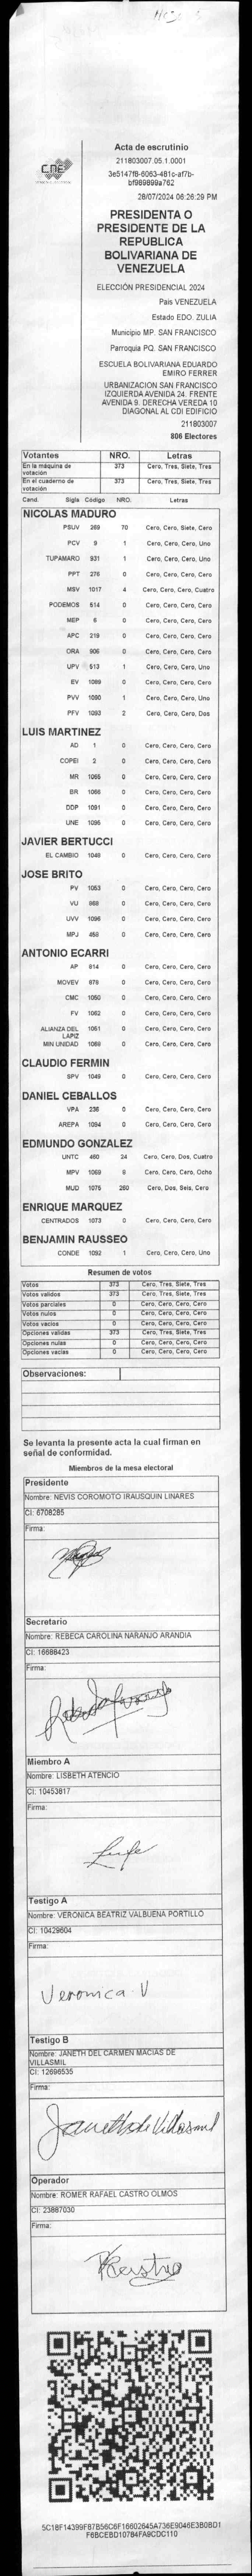 CNE
Acta de escrutinio
211803007.05.1.0001
3e5147f8-6063-481c-af7b-
bf989899a762
28/07/2024 06:26:29 PM
PRESIDENTA O
PRESIDENTE DE LA
REPUBLICA
BOLIVARIANA DE
VENEZUELA
ELECCIÓN PRESIDENCIAL 2024
País VENEZUELA
Estado EDO. ZULIA
Municipio MP. SAN FRANCISCO
Parroquia PQ. SAN FRANCISCO
ESCUELA BOLIVARIANA EDUARDO
EMIRO FERRER
URBANIZACION SAN FRANCISCO
IZQUIERDA AVENIDA 24. FRENTE
AVENIDA 9. DERECHA VEREDA 10
DIAGONAL AL CDI EDIFICIO
211803007
806 Electores
Votantes NRO. Letras
En la máquina de votación 373 Cero, Tres, Siete, Tres
En el cuaderno de votación 373 Cero, Tres, Siete, Tres
Cand. Sigla Código NRO. Letras
NICOLAS MADURO
PSUV 269 70 Cero, Cero, Siete, Cero
PCV 9 1 Cero, Cero, Cero, Uno
TUPAMARO 931 1 Cero, Cero, Cero, Uno
PPT 276 0 Cero, Cero, Cero, Cero
MSV 1017 4 Cero, Cero, Cero, Cuatro
PODEMOS 514 0 Cero, Cero, Cero, Cero
MEP 6 0 Cero, Cero, Cero, Cero
APC 218 0 Cero, Cero, Cero, Cero
ORA 906 0 Cero, Cero, Cero, Cero
UPV 513 1 Cero, Cero, Cero, Uno
EV 1089 0 Cero, Cero, Cero, Cero
PVV 1090 1 Cero, Cero, Cero, Uno
PFV 1093 2 Cero, Cero, Cero, Dos
LUIS MARTINEZ
AD 1 0 Cero, Cero, Cero, Cero
COPEI 2 0 Cero, Cero, Cero, Cero
MR 1065 0 Cero, Cero, Cero, Cero
BR 1066 0 Cero, Cero, Cero, Cero
DDP 1091 0 Cero, Cero, Cero, Cero
UNE 1095 0 Cero, Cero, Cero, Cero
JAVIER BERTUCCI
EL CAMBIO 1048 0 Cero, Cero, Cero, Cero
JOSE BRITO
PV 1053 0 Cero, Cero, Cero, Cero
VU 968 0 Cero, Cero, Cero, Cero
UVV 1096 0 Cero, Cero, Cero, Cero
MPJ 458 0 Cero, Cero, Cero, Cero
ANTONIO ECARRI
AP 814 0 Cero, Cero, Cero, Cero
MOVEV 878 0 Cero, Cero, Cero, Cero
CMC 1050 0 Cero, Cero, Cero, Cero
FV 1062 0 Cero, Cero, Cero, Cero
ALIANZA DEL LAPIZ 1051 0 Cero, Cero, Cero, Cero
MIN UNIDAD 1068 0 Cero, Cero, Cero, Cero
CLAUDIO FERMIN
SPV 1049 0 Cero, Cero, Cero, Cero
DANIEL CEBALLOS
VPA 236 0 Cero, Cero, Cero, Cero
AREPA 1094 0 Cero, Cero, Cero, Cero
EDMUNDO GONZALEZ
UNTC 460 24 Cero, Cero, Dos, Cuatro
MPV 1069 8 Cero, Cero, Cero, Ocho
MUD 1075 260 Cero, Dos, Seis, Cero
ENRIQUE MARQUEZ
CENTRADOS 1073 0 Cero, Cero, Cero, Cero
BENJAMIN RAUSSEO
CONDE 1092 1 Cero, Cero, Cero, Uno
Resumen de votos
Votos 373 Cero, Tres, Siete, Tres
Votos validos 373 Cero, Tres, Siete, Tres
Votos parciales 0 Cero, Cero, Cero, Cero
Votos nulos 0 Cero, Cero, Cero, Cero
Votos vacios 0 Cero, Cero, Cero, Cero
Opciones validas 373 Cero, Tres, Siete, Tres
Opciones nulas 0 Cero, Cero, Cero, Cero
Opciones vacias 0 Cero, Cero, Cero, Cero
Observaciones:
Se levanta la presente acta la cual firman en
señal de conformidad.
Miembros de la mesa electoral
Presidente
Nombre: NEVIS COROMOTO IRAUSQUIN LINARES
CI: 6708285
Firma:
Secretario
Nombre: REBECA CAROLINA NARANJO ARANDIA
CI: 16688423
Firma:
Miembro A
Nombre: LISBETH ATENCIO
CI: 10453817
Firma:
Testigo A
Nombre: VERONICA BEATRIZ VALBUENA PORTILLO
CI: 10429604
Firma:
Veronica V
Testigo B
Nombre: JANETH DEL CARMEN MACIAS DE
VILLASMIL
CI: 12696535
Firma:
Janeth de Villasmil
Operador
Nombre: ROMER RAFAEL CASTRO OLMOS
CI: 23887030
Firma:
RCastro
5C18F14399F87B56C6F16602645A736E9046E3B0BD1
F6BCEBD10784FA9CDC110